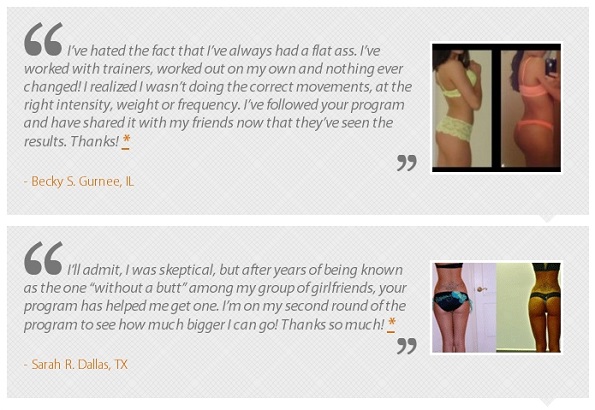 “ I've hated the fact that I've always had a flat ass. I've
worked with trainers, worked out on my own and nothing ever
changed! I realized I wasn't doing the correct movements, at the
right intensity, weight or frequency. I've followed your program
and have shared it with my friends now that they've seen the
results. Thanks! *
”
- Becky S. Gurnee, IL
“ I'll admit, I was skeptical, but after years of being known
as the one “without a butt” among my group of girlfriends, your
program has helped me get one. I'm on my second round of the
program to see how much bigger I can go! Thanks so much! *
”
- Sarah R. Dallas, TX